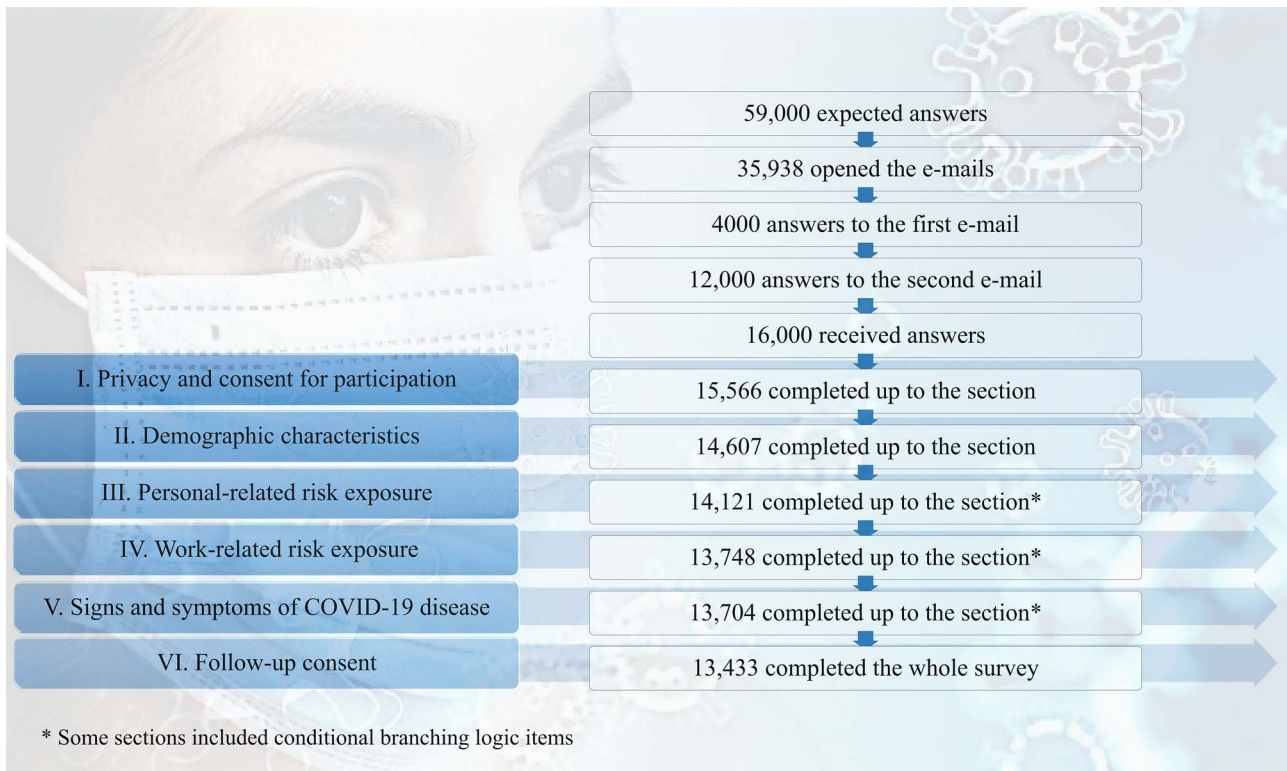 59,000 expected answers
35,938 opened the e-mails
4000 answers to the first e-mail
12,000 answers to the second e-mail
16,000 received answers
I. Privacy and consent for participation
15,566 completed up to the section
II. Demographic characteristics
14,607 completed up to the section
III. Personal-related risk exposure
14,121 completed up to the section*
IV. Work-related risk exposure
13,748 completed up to the section*
V. Signs and symptoms of COVID-19 disease
13,704 completed up to the section*
VI. Follow-up consent
13,433 completed the whole survey
* Some sections included conditional branching logic items